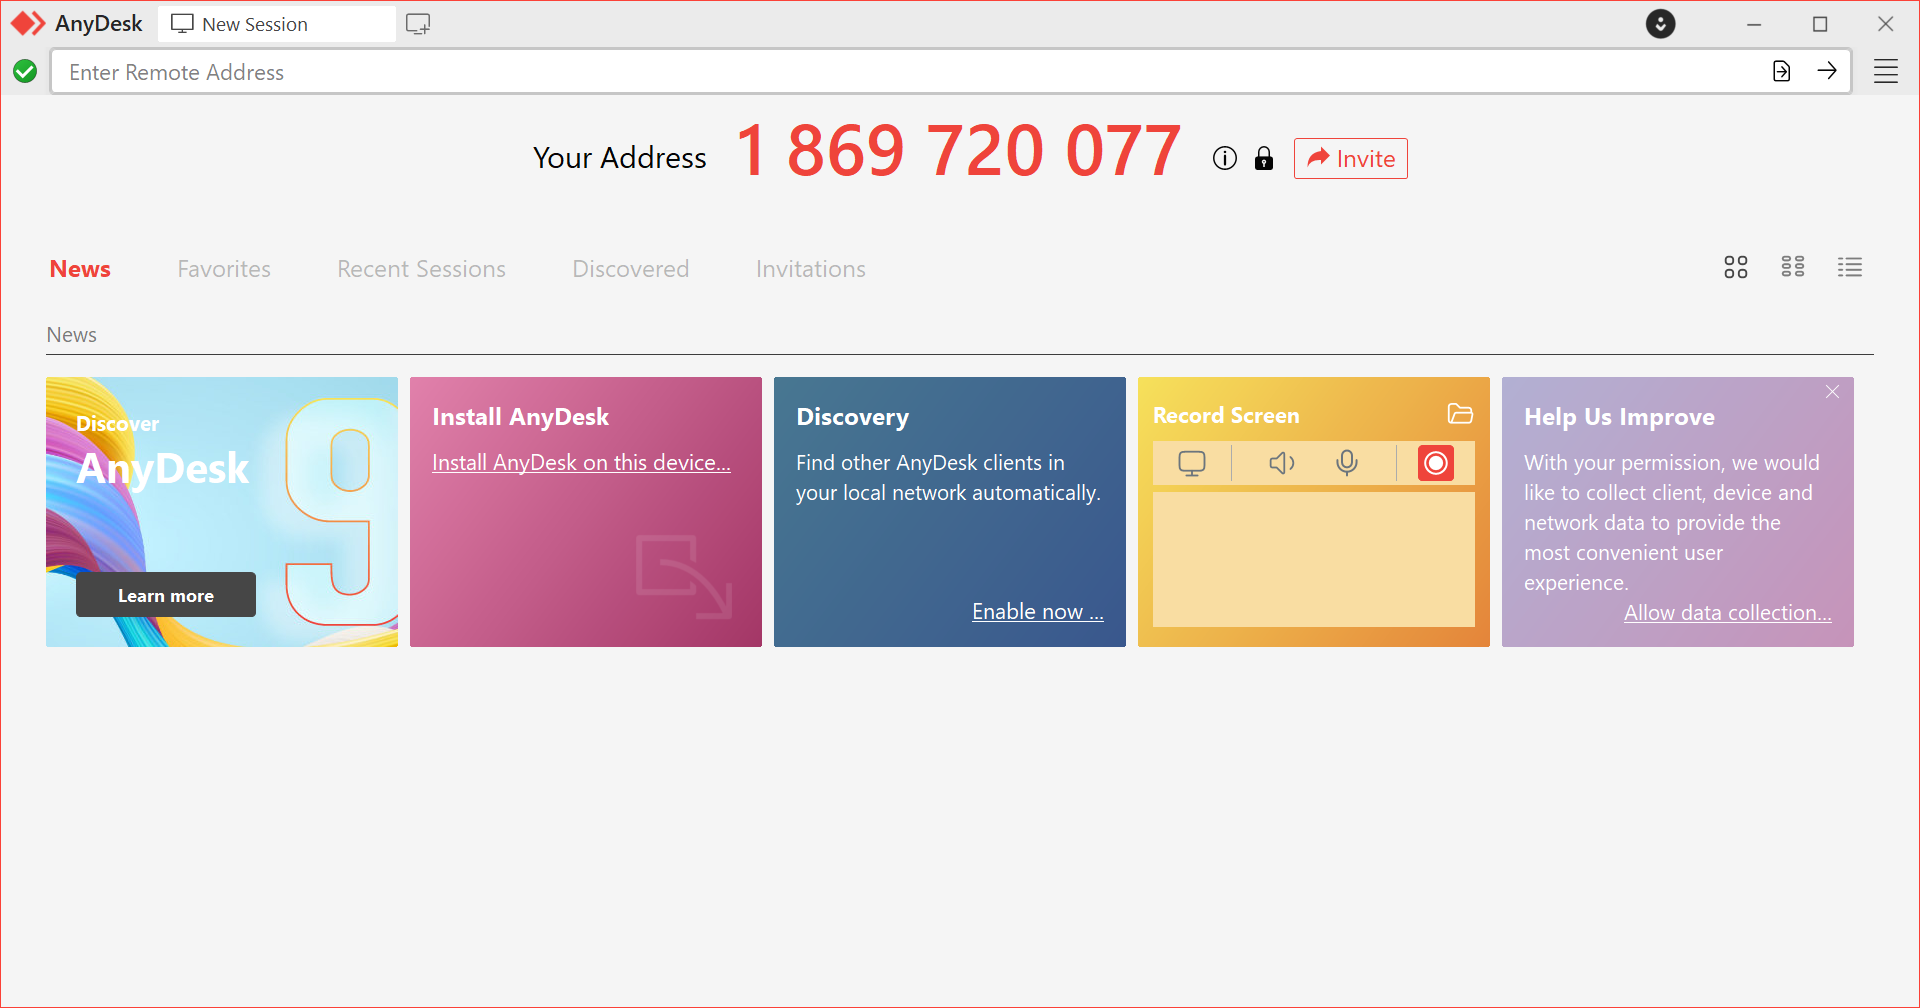 AnyDesk
New Session
Enter Remote Address
Your Address 1 869 720 077 Invite
News Favorites Recent Sessions Discovered Invitations
News
Discover
AnyDesk
9
Learn more
Install AnyDesk
Install AnyDesk on this device...
Discovery
Find other AnyDesk clients in
your local network automatically.
Enable now ...
Record Screen
Help Us Improve
With your permission, we would
like to collect client, device and
network data to provide the
most convenient user
experience.
Allow data collection...